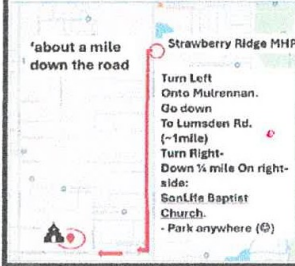 ‘about a mile
down the road
Strawberry Ridge MHP
Turn Left
Onto Mulrennan.
Go down
To Lumsden Rd.
(~1mile)
Turn Right-
Down ¼ mile On right-
side:
SonLife Baptist
Church.
- Park anywhere (☺)